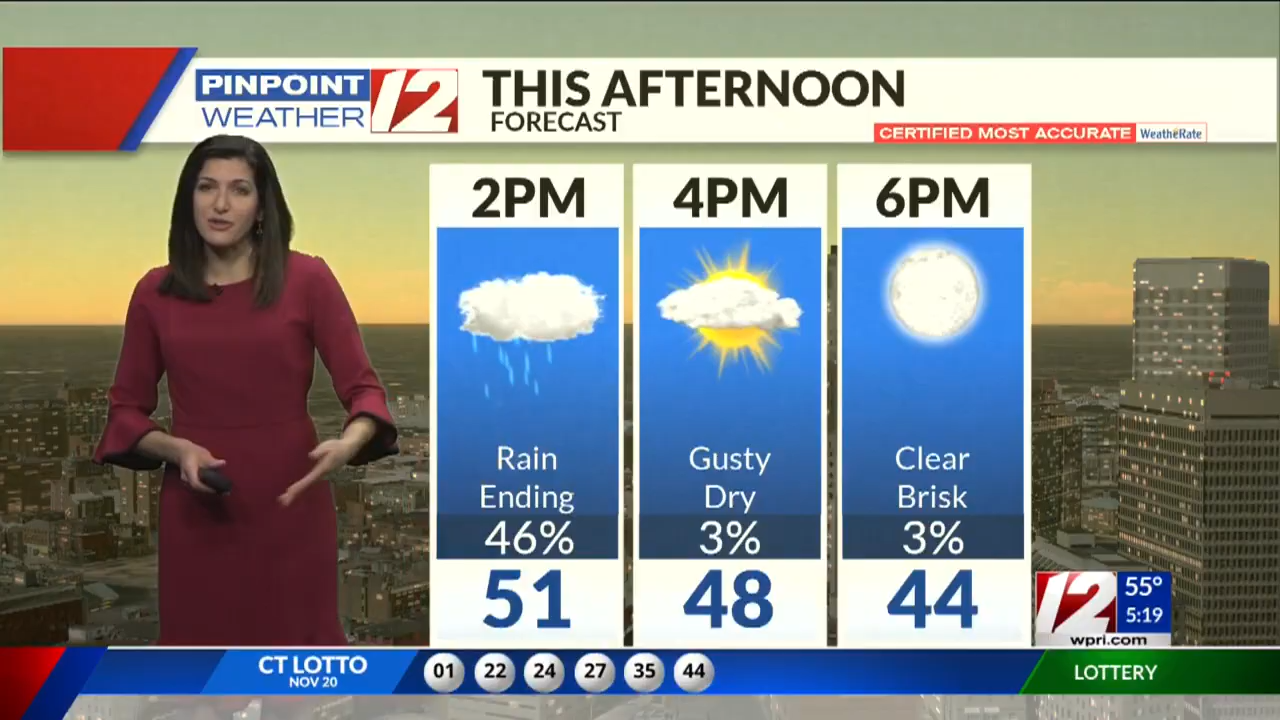 PINPOINT
WEATHER 12
THIS AFTERNOON
FORECAST
CERTIFIED MOST ACCURATE WeatheRate
2PM 4PM 6PM
Rain
Ending
46%
51
Gusty
Dry
3%
48
Clear
Brisk
3%
44
12 55°
5:19
wpri.com
CT LOTTO
NOV 20
01 22 24 27 35 44
LOTTERY